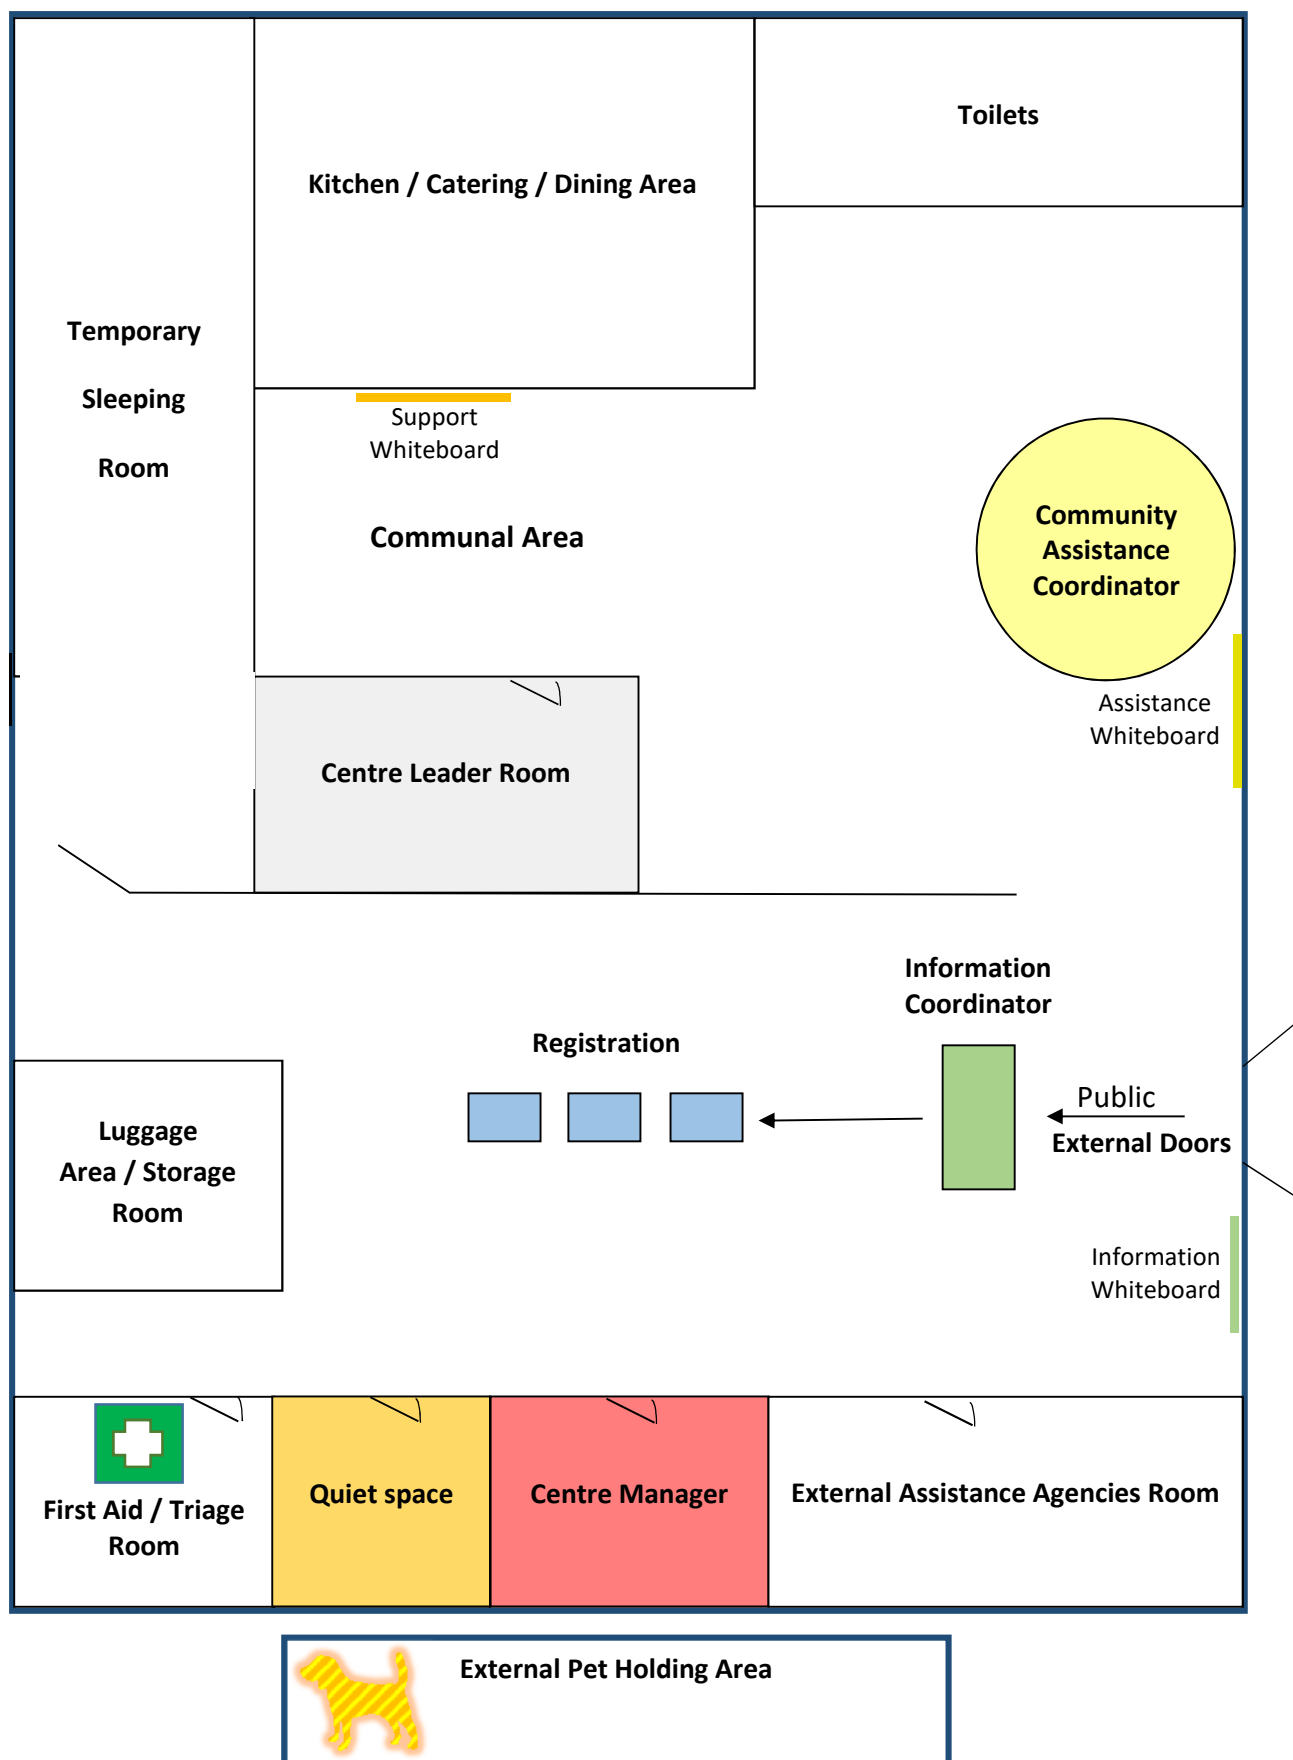 Toilets
Kitchen / Catering / Dining Area
Temporary
Sleeping
Room
Support
Whiteboard
Communal Area
Community
Assistance
Coordinator
Assistance
Whiteboard
Centre Leader Room
Information
Coordinator
Registration
Public
External Doors
Luggage
Area / Storage
Room
Information
Whiteboard
First Aid / Triage
Room
Quiet space
Centre Manager
External Assistance Agencies Room
External Pet Holding Area